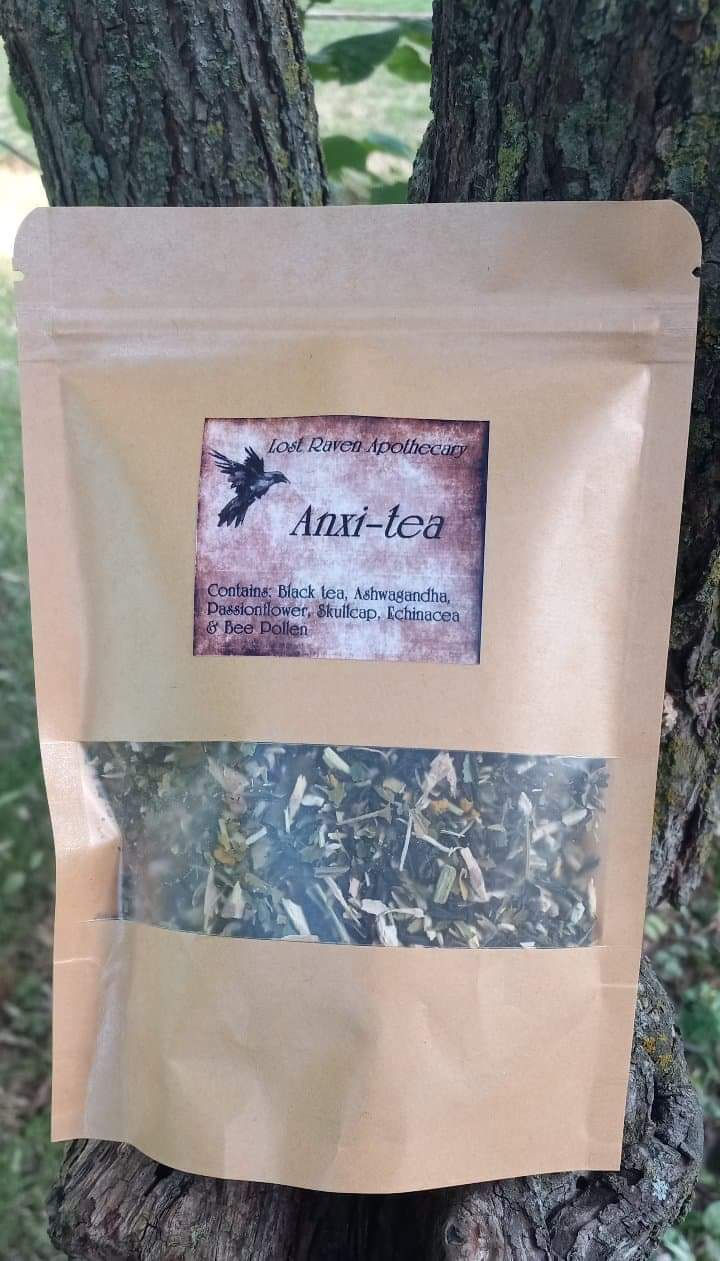 Lost Raven Apothecary
Anxi-tea
Contains: Black tea, Ashwagandha,
Passionflower, Skullcap, Echinacea
& Bee Pollen